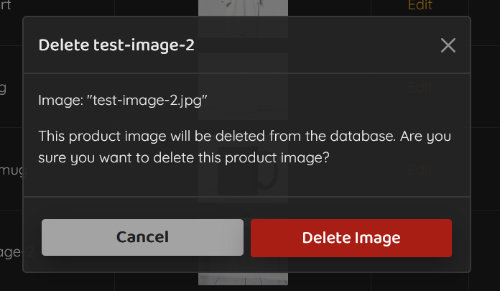 Edit
Delete test-image-2
Image: "test-image-2.jpg"
This product image will be deleted from the database. Are you
sure you want to delete this product image?
Cancel
Delete Image